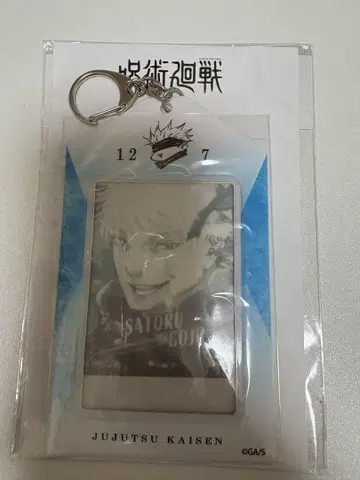 呪術廻戦
12 7
SATORU
GOJO
JUJUTSU KAISEN
©GA/S